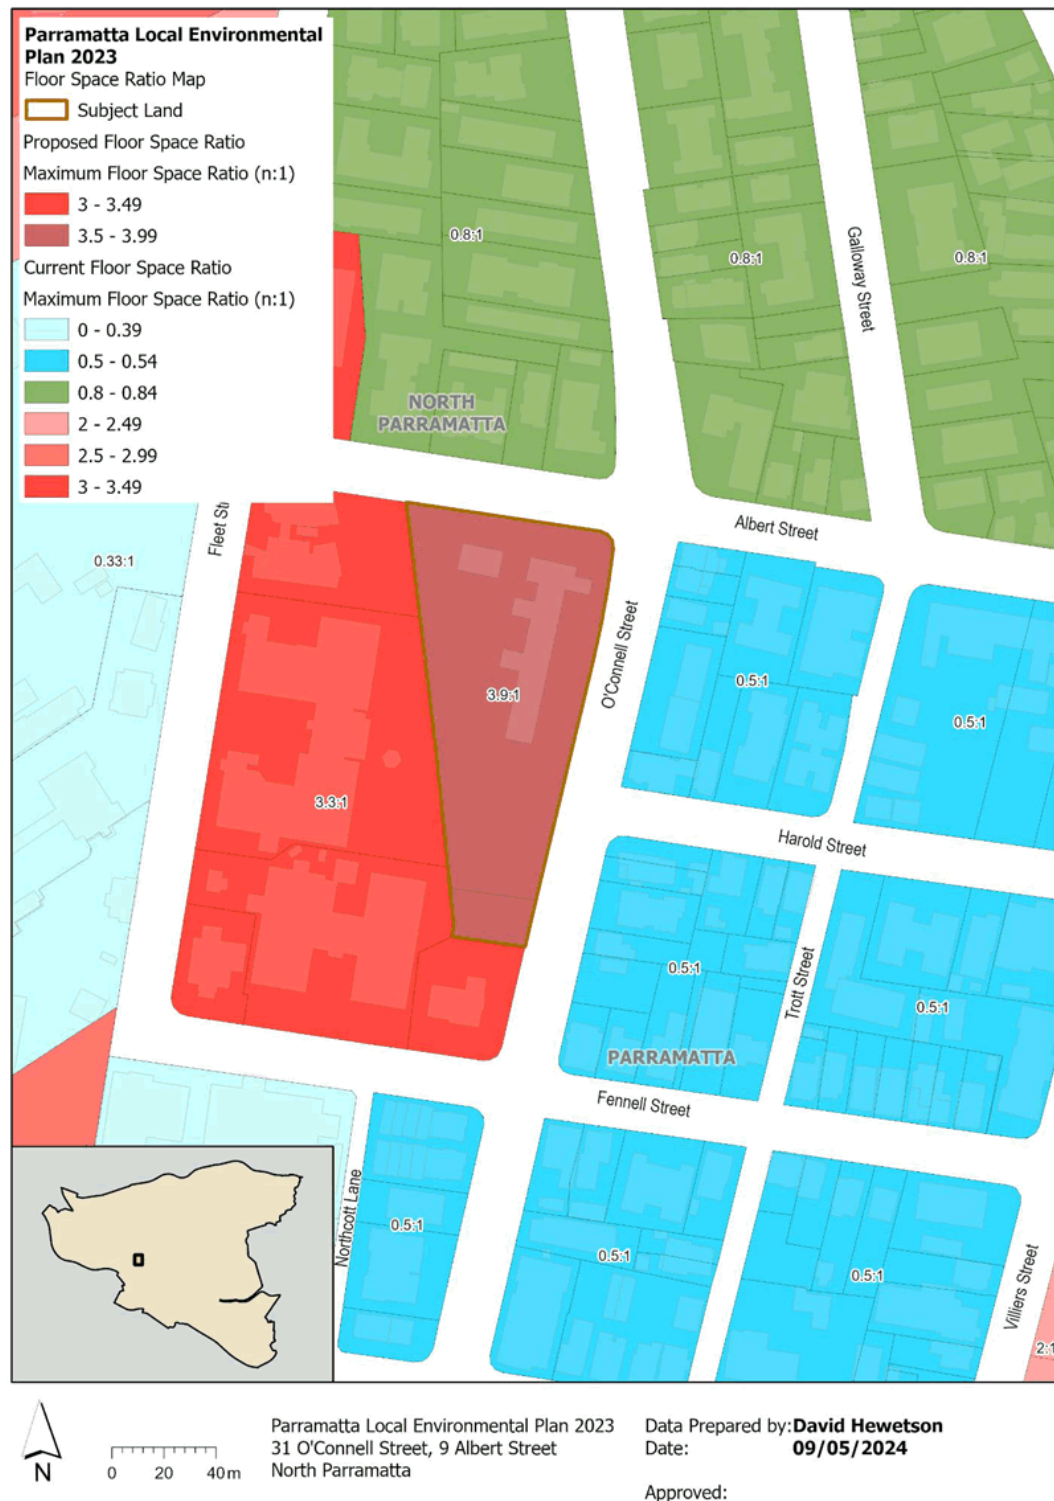 Parramatta Local Environmental
Plan 2023
Floor Space Ratio Map
Subject Land
Proposed Floor Space Ratio
Maximum Floor Space Ratio (n:1)
3 - 3.49
3.5 - 3.99
Current Floor Space Ratio
Maximum Floor Space Ratio (n:1)
0 - 0.39
0.5 - 0.54
0.8 - 0.84
2 - 2.49
2.5 - 2.99
3 - 3.49
0.8:1
0.8:1
0.8:1
Galloway Street
NORTH
PARRAMATTA
Albert Street
Fleet Str
0.33:1
O'Connell Street
3.9:1
0.5:1
0.5:1
3.3:1
Harold Street
0.5:1
Trott Street
0.5:1
PARRAMATTA
Fennell Street
Northcott Lane
0.5:1
0.5:1
0.5:1
Villiers Street
2:1
N
0 20 40 m
Parramatta Local Environmental Plan 2023
31 O'Connell Street, 9 Albert Street
North Parramatta
Data Prepared by: David Hewetson
Date: 09/05/2024
Approved: